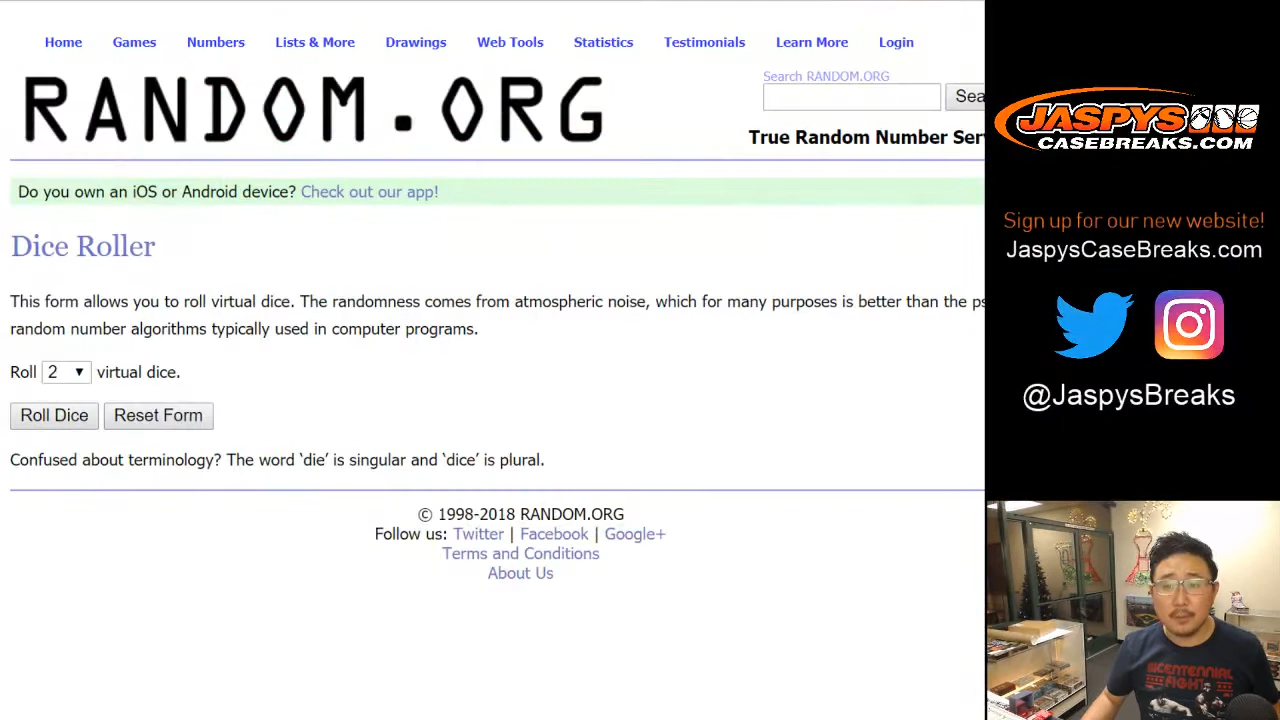 Home Games Numbers Lists & More Drawings Web Tools Statistics Testimonials Learn More Login
Search RANDOM.ORG
RANDOM.ORG
Sea
True Random Number Ser
Do you own an iOS or Android device? Check out our app!
Dice Roller
This form allows you to roll virtual dice. The randomness comes from atmospheric noise, which for many purposes is better than the ps
random number algorithms typically used in computer programs.
Roll 2 virtual dice.
Roll Dice Reset Form
Confused about terminology? The word ‘die’ is singular and ‘dice’ is plural.
© 1998-2018 RANDOM.ORG
Follow us: Twitter | Facebook | Google+
Terms and Conditions
About Us
JASPYS
CASEBREAKS.COM
Sign up for our new website!
JaspysCaseBreaks.com
@JaspysBreaks
BICENTENNIAL
FIGHT